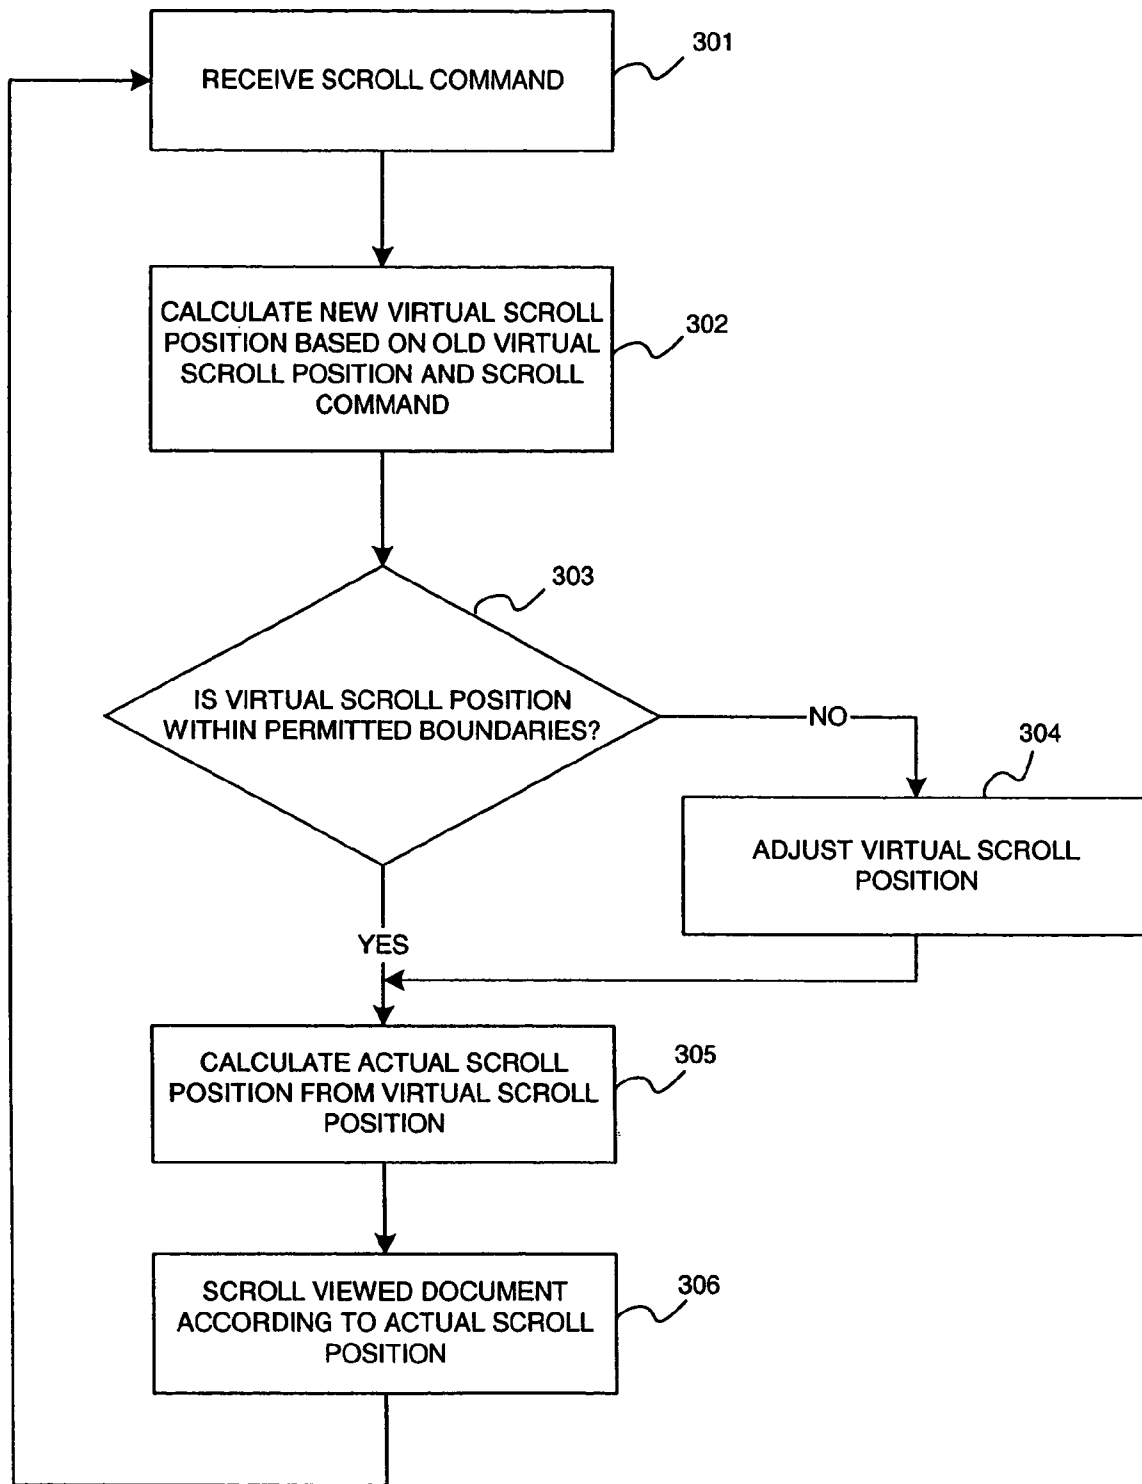 RECEIVE SCROLL COMMAND
301
CALCULATE NEW VIRTUAL SCROLL
POSITION BASED ON OLD VIRTUAL
SCROLL POSITION AND SCROLL
COMMAND
302
303
IS VIRTUAL SCROLL POSITION
WITHIN PERMITTED BOUNDARIES?
NO
304
ADJUST VIRTUAL SCROLL
POSITION
YES
CALCULATE ACTUAL SCROLL
POSITION FROM VIRTUAL SCROLL
POSITION
305
SCROLL VIEWED DOCUMENT
ACCORDING TO ACTUAL SCROLL
POSITION
306